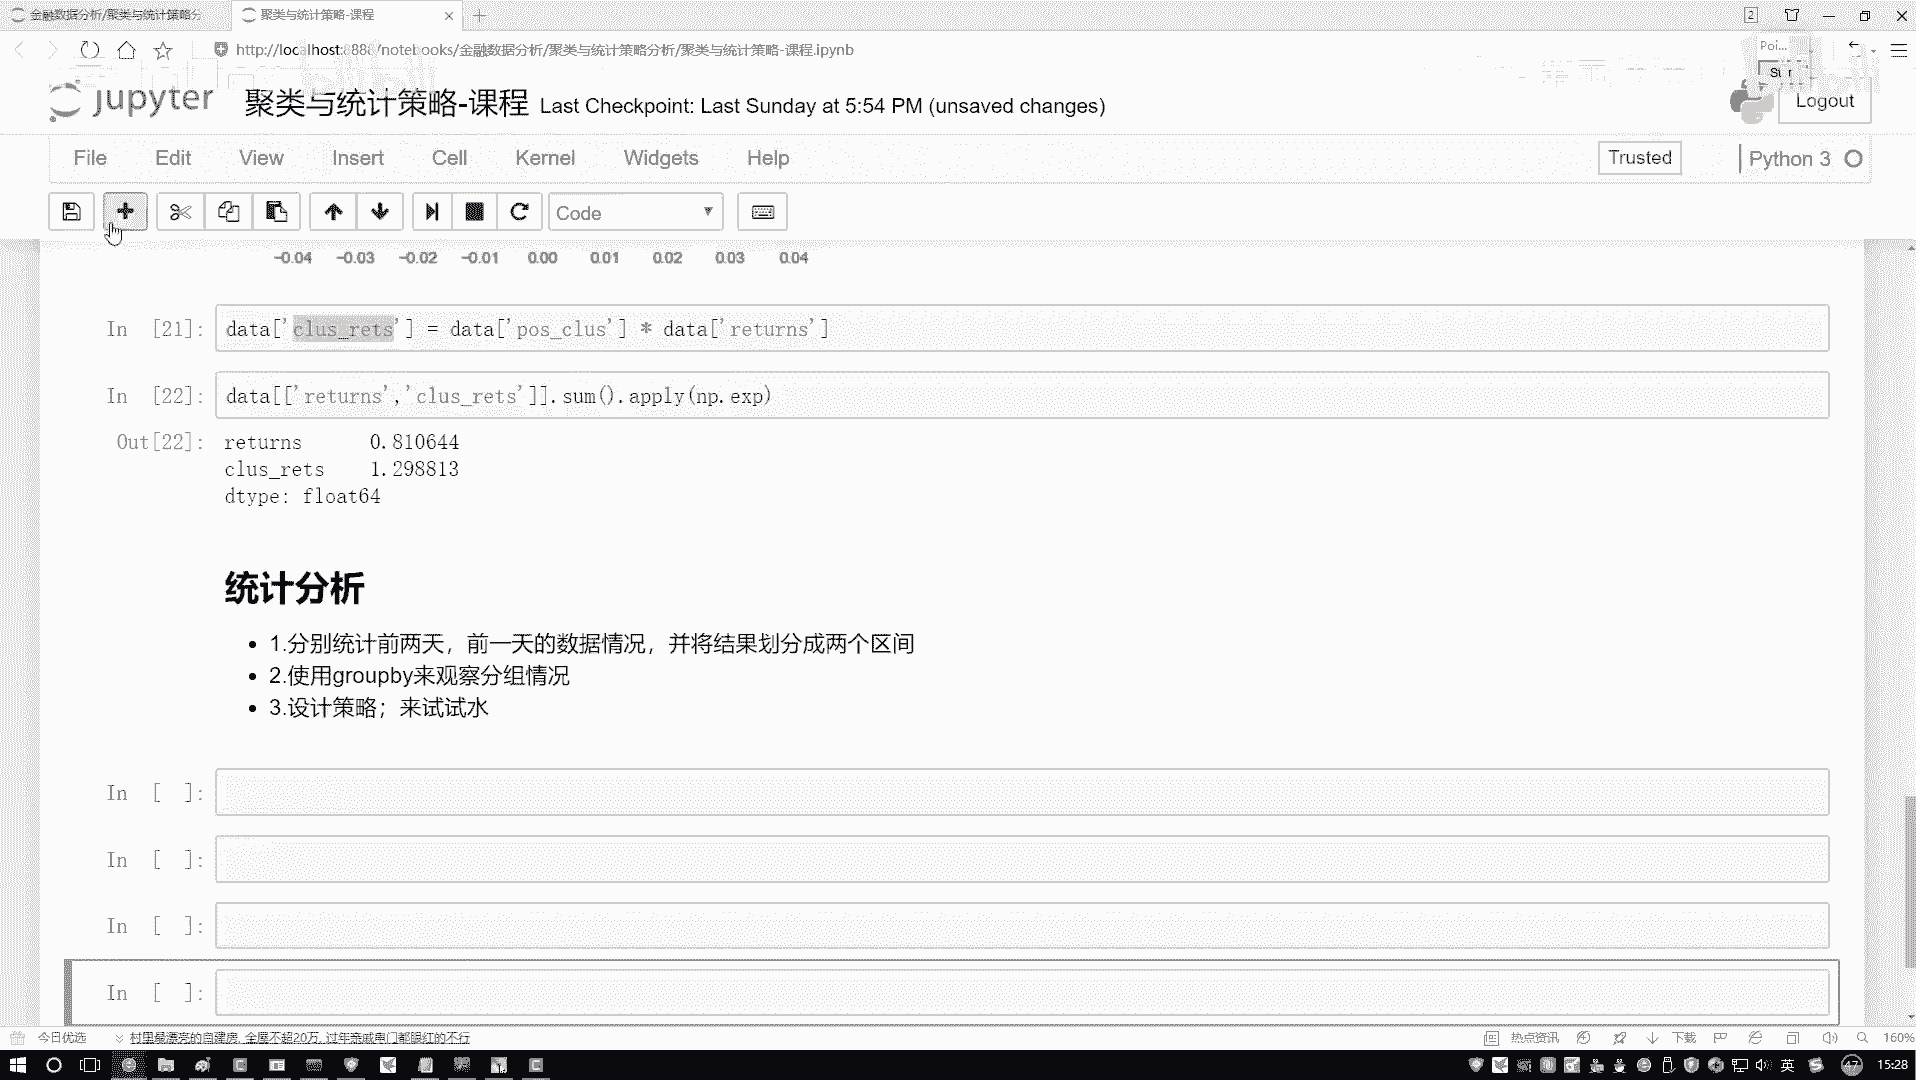 金融数据分析/聚类与统计策略分
聚类与统计策略-课程
2
http://localhost:8888/notebooks/金融数据分析/聚类与统计策略分析/聚类与统计策略-课程.ipynb
Poi...
jupyter 聚类与统计策略-课程 Last Checkpoint: Last Sunday at 5:54 PM (unsaved changes)
Logout
File Edit View Insert Cell Kernel Widgets Help
Trusted
Python 3
Code
−0.04 −0.03 −0.02 −0.01 0.00 0.01 0.02 0.03 0.04
In [21]: data['clus_rets'] = data['pos_clus'] * data['returns']
In [22]: data[['returns','clus_rets']].sum().apply(np.exp)
Out[22]: returns 0.810644
clus_rets 1.298813
dtype: float64
统计分析
• 1.分别统计前两天，前一天的数据情况，并将结果划分成两个区间
• 2.使用groupby来观察分组情况
• 3.设计策略；来试试水
In [ ]:
In [ ]:
In [ ]:
In [ ]:
今日优选 村里最漂亮的自建房, 全屋不超20万, 过年亲戚串门都眼红的不行
热点资讯 下载 160%
英 47 15:28